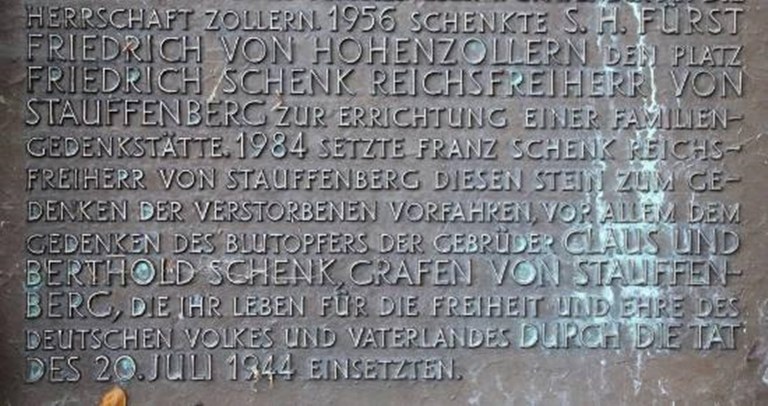 HERRSCHAFT ZOLLERN. 1956 SCHENKTE S. H. FÜRST
FRIEDRICH VON HOHENZOLLERN DEN PLATZ
FRIEDRICH SCHENK REICHSFREIHERR VON
STAUFFENBERG ZUR ERRICHTUNG EINER FAMILIEN-
GEDENKSTÄTTE. 1984 SETZTE FRANZ SCHENK REICHS-
FREIHERR VON STAUFFENBERG DIESEN STEIN ZUM GE-
DENKEN DER VERSTORBENEN VORFAHREN, VOR ALLEM DEM
GEDENKEN DES BLUTOPFERS DER GEBRÜDER CLAUS UND
BERTHOLD SCHENK GRAFEN VON STAUFFEN-
BERG, DIE IHR LEBEN FÜR DIE FREIHEIT UND EHRE DES
DEUTSCHEN VOLKES UND VATERLANDES DURCH DIE TAT
DES 20. JULI 1944 EINSETZTEN.